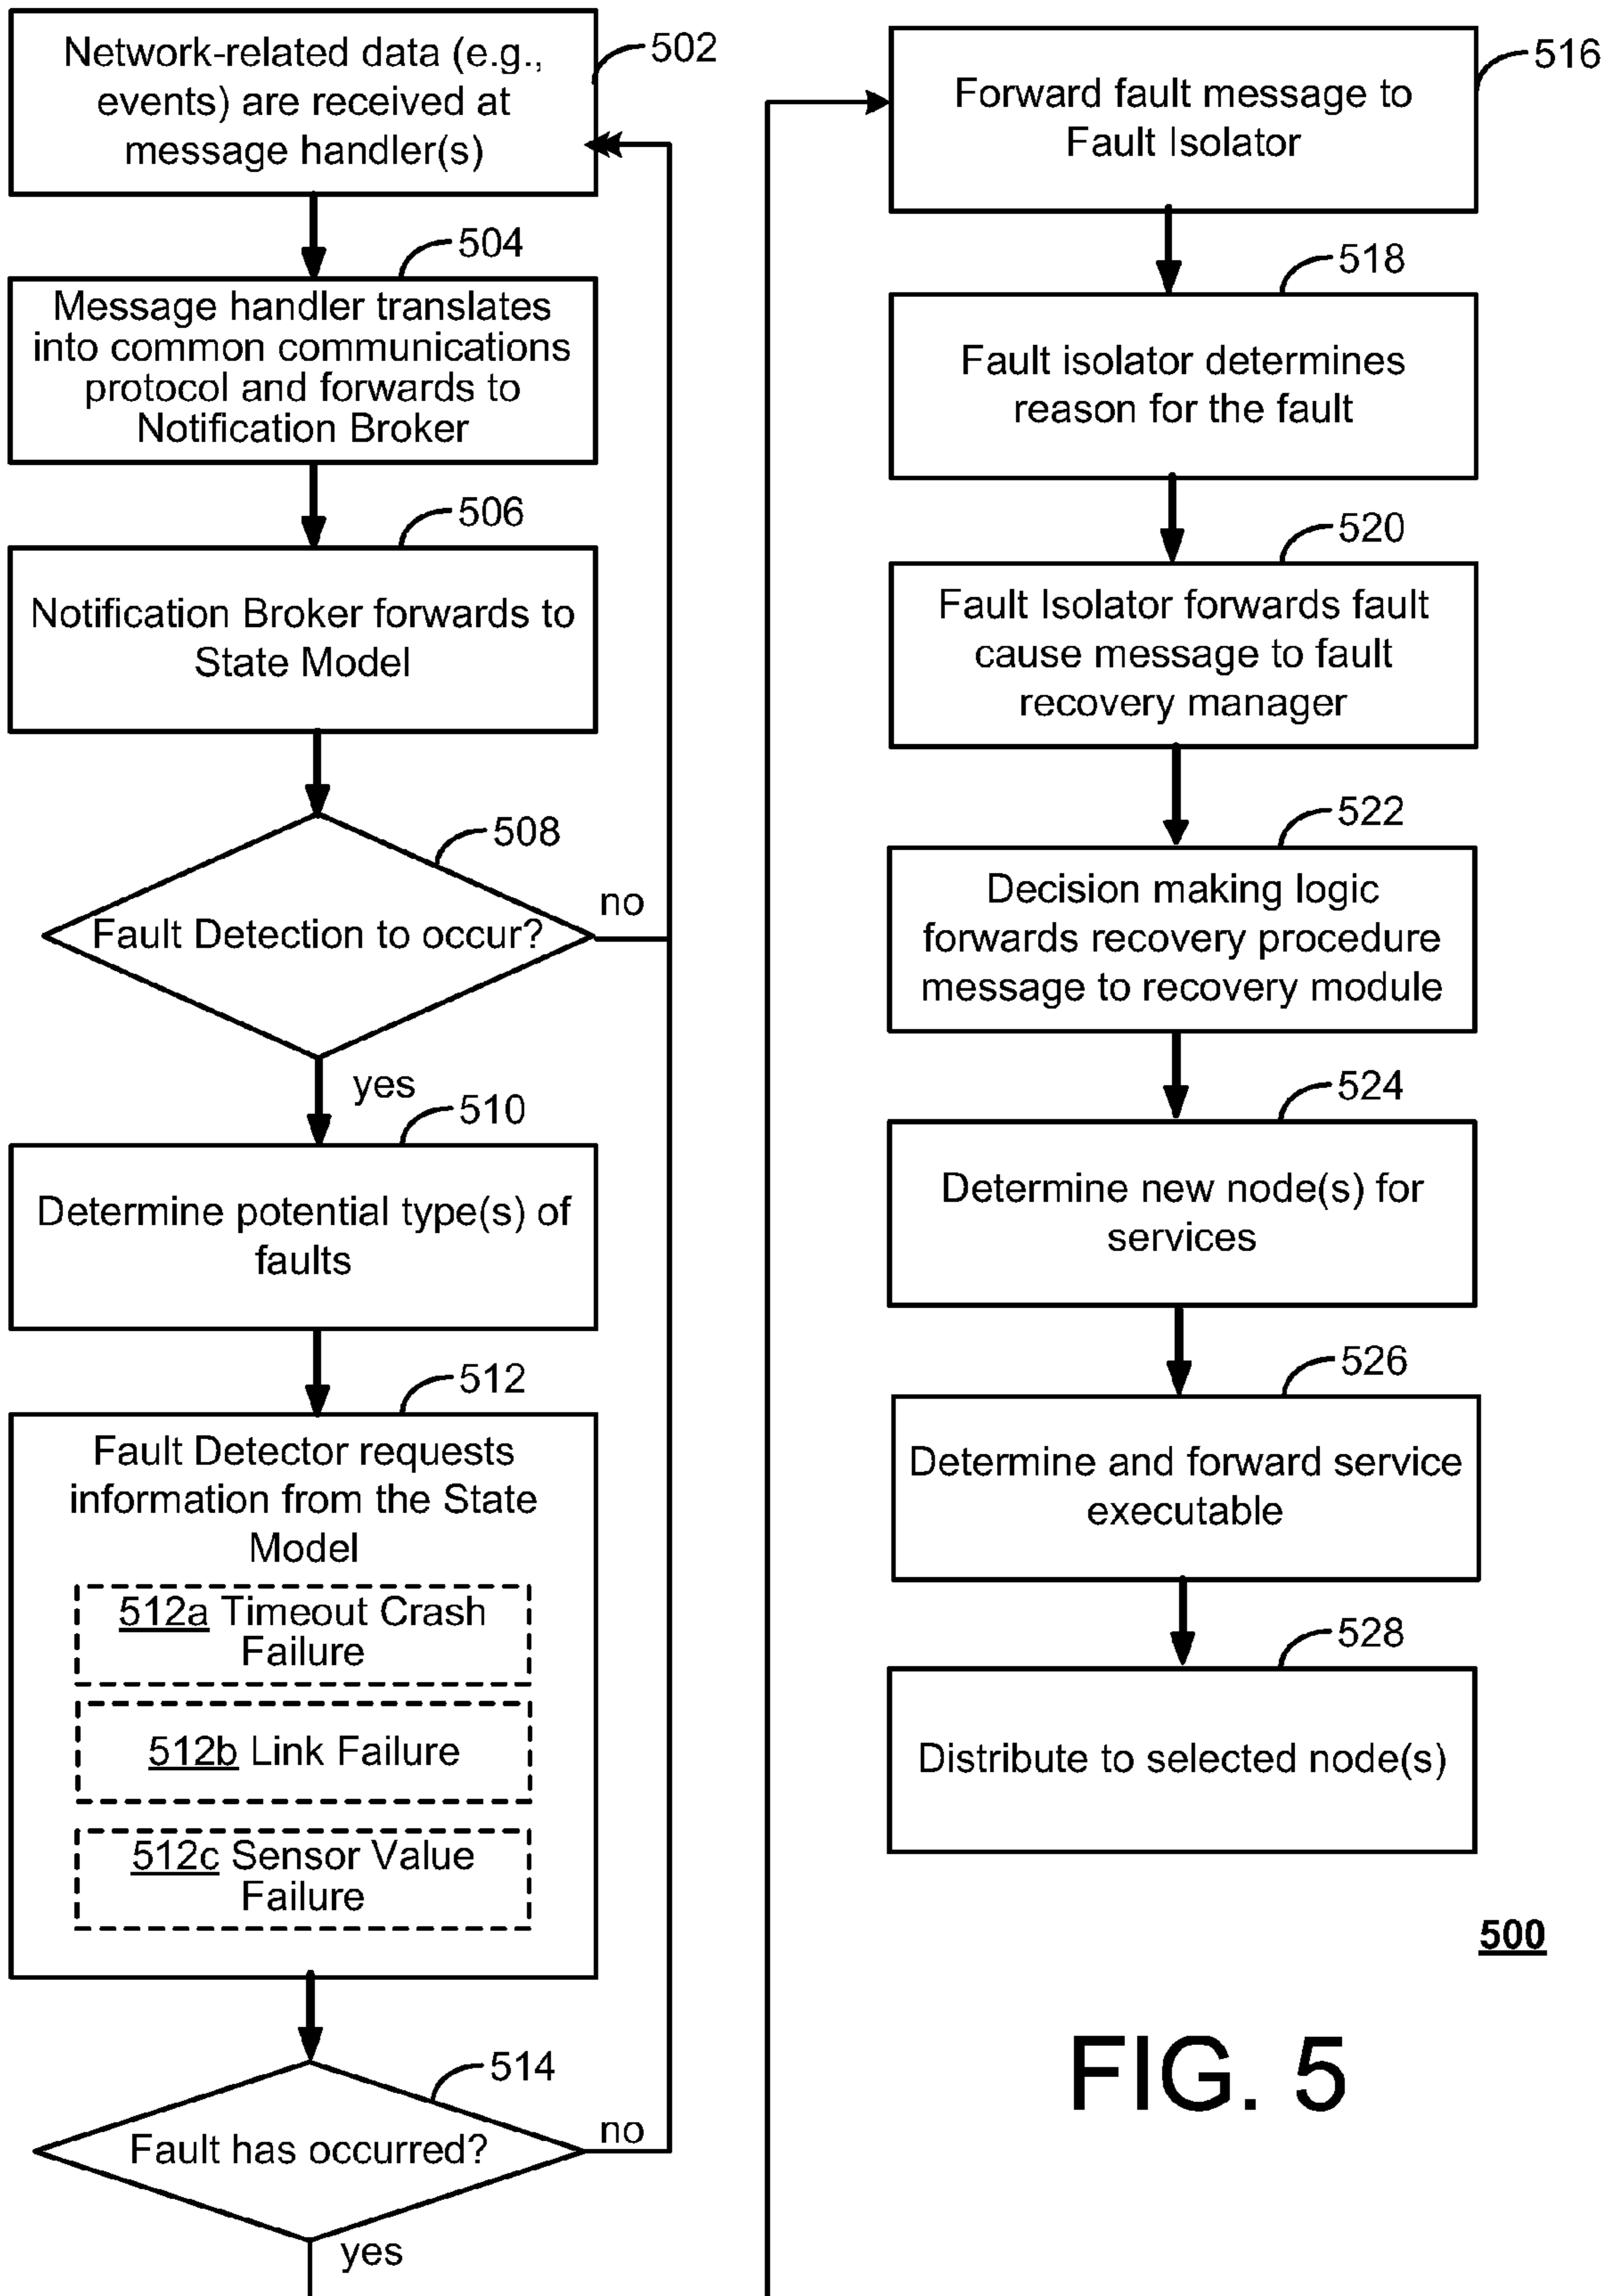 Network-related data (e.g.,
events) are received at
message handler(s)
502
504
Message handler translates
into common communications
protocol and forwards to
Notification Broker
506
Notification Broker forwards to
State Model
508
Fault Detection to occur?
no
yes
510
Determine potential type(s) of
faults
512
Fault Detector requests
information from the State
Model
512a Timeout Crash
Failure
512b Link Failure
512c Sensor Value
Failure
514
Fault has occurred?
no
yes
516
Forward fault message to
Fault Isolator
518
Fault isolator determines
reason for the fault
520
Fault Isolator forwards fault
cause message to fault
recovery manager
522
Decision making logic
forwards recovery procedure
message to recovery module
524
Determine new node(s) for
services
526
Determine and forward service
executable
528
Distribute to selected node(s)
500
FIG. 5